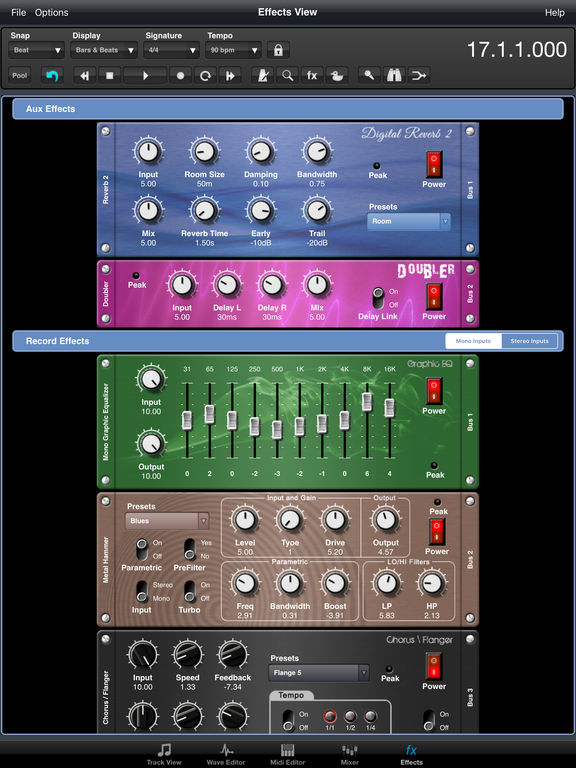 File Options
Effects View
Help
Snap
Display
Signature
Tempo
Beat
Bars & Beats
4/4
90 bpm
17.1.1.000
Pool
fx
Aux Effects
Reverb 2
Digital Reverb 2
Input
5.00
Room Size
50m
Damping
0.10
Bandwidth
0.75
Peak
Power
Bus 1
Mix
5.00
Reverb Time
1.50s
Early
-10dB
Trail
-20dB
Presets
Room
Doubler
DOUBLER
Peak
Input
5.00
Delay L
30ms
Delay R
30ms
Mix
5.00
On
Off
Delay Link
Power
Bus 2
Record Effects
Mono Inputs
Stereo Inputs
Mono Graphic Equalizer
Graphic EQ
31 65 125 250 500 1K 2K 4K 8K 16K
Input
10.00
Output
10.00
0 2 0 -2 -3 -2 -1 0 6 4
Power
Peak
Bus 1
Metal Hammer
Presets
Blues
On
Off
Parametric
Yes
No
PreFilter
Stereo
Mono
Input
On
Off
Turbo
Input and Gain
Level
5.00
Tyoe
1
Drive
5.20
Output
Output
4.57
Peak
Power
Bus 2
Parametric
Freq
2.91
Bandwidth
0.31
Boost
-3.91
LO/HI Filters
LP
5.83
HP
2.13
Chorus / Flanger
Chorus \ Flanger
Input
10.00
Speed
1.33
Feedback
-7.34
Presets
Flange 5
Peak
Power
Bus 3
Tempo
On
Off
1/1
1/2
1/4
On
Off
Track View
Wave Editor
Midi Editor
Mixer
fx
Effects